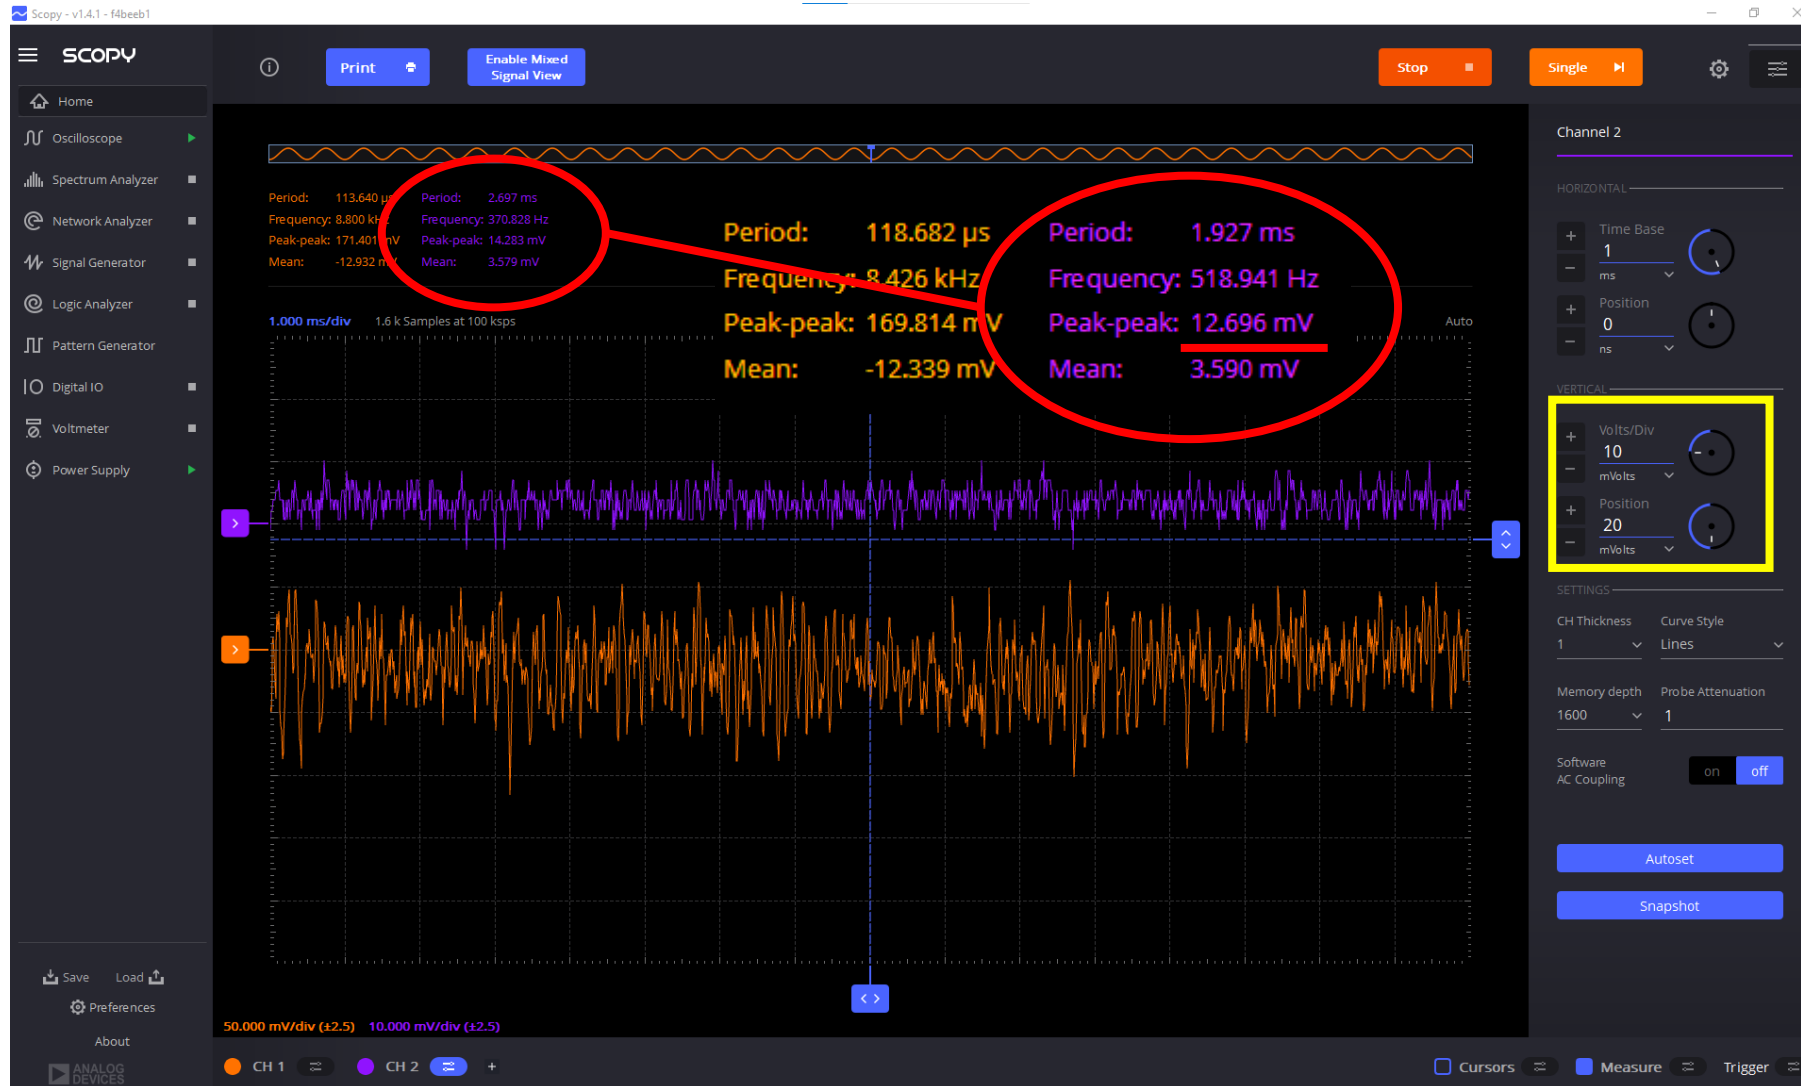 Scopy - v1.4.1 - f4beeb1
SCOPY
Print
Enable Mixed
Signal View
Stop
Single
Home
Oscilloscope
Spectrum Analyzer
Network Analyzer
Signal Generator
Logic Analyzer
Pattern Generator
Digital IO
Voltmeter
Power Supply
Save Load
Preferences
About
ANALOG
DEVICES
Period: 113.640 µs Period: 2.697 ms
Frequency: 8.800 kHz Frequency: 370.828 Hz
Peak-peak: 171.401 mV Peak-peak: 14.283 mV
Mean: -12.932 mV Mean: 3.579 mV
Period: 118.682 µs Period: 1.927 ms
Frequency: 8.426 kHz Frequency: 518.941 Hz
Peak-peak: 169.814 mV Peak-peak: 12.696 mV
Mean: -12.339 mV Mean: 3.590 mV
1.000 ms/div 1.6 k Samples at 100 ksps
Auto
50.000 mV/div (±2.5) 10.000 mV/div (±2.5)
CH 1 CH 2 +
Channel 2
HORIZONTAL
Time Base
1
ms
Position
0
ns
VERTICAL
Volts/Div
10
mVolts
Position
20
mVolts
SETTINGS
CH Thickness Curve Style
1 Lines
Memory depth Probe Attenuation
1600 1
Software
AC Coupling
on off
Autoset
Snapshot
Cursors Measure Trigger